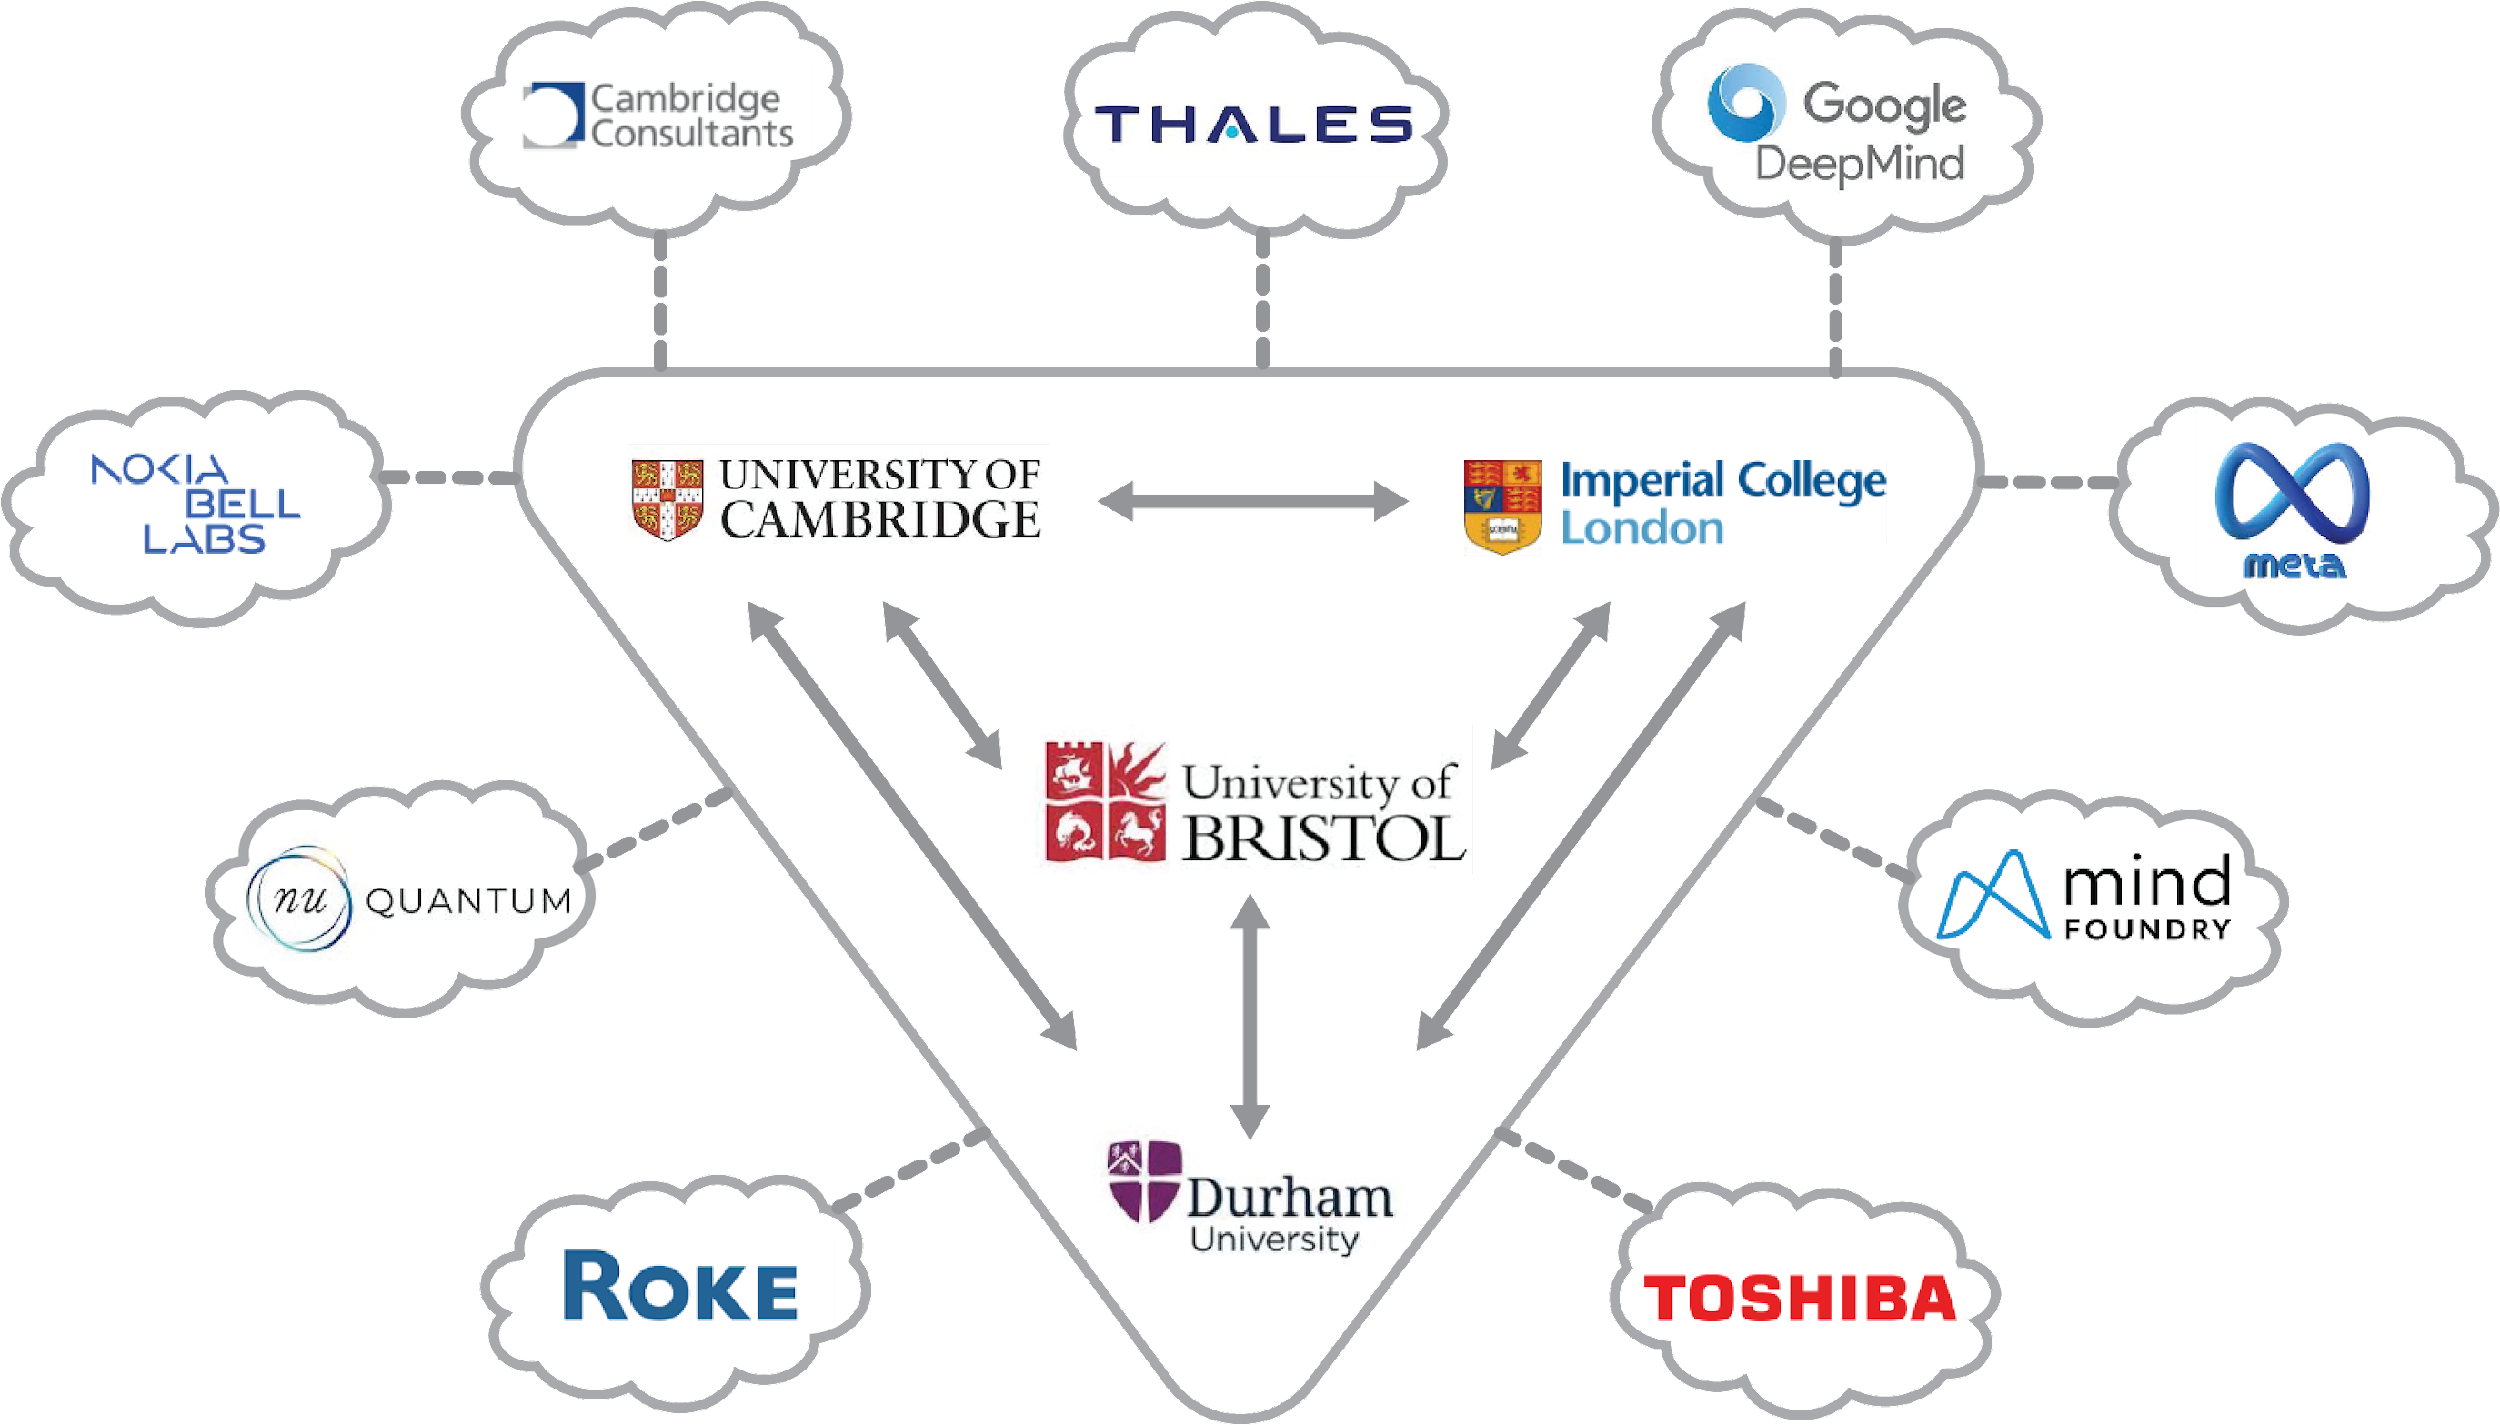 Cambridge
Consultants
THALES
Google
DeepMind
NOKIA
BELL
LABS
UNIVERSITY OF
CAMBRIDGE
Imperial College
London
meta
University of
BRISTOL
nu QUANTUM
mind
FOUNDRY
Durham
University
ROKE
TOSHIBA